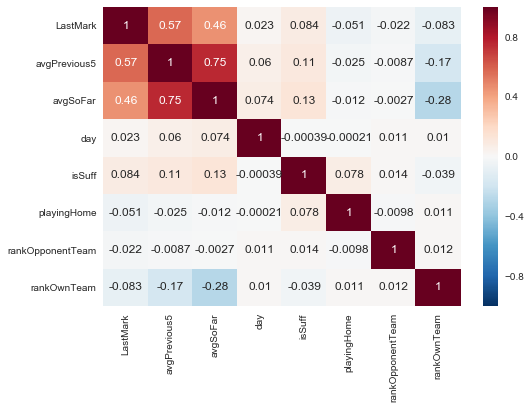 LastMark 1 0.57 0.46 0.023 0.084 -0.051 -0.022 -0.083
avgPrevious5 0.57 1 0.75 0.06 0.11 -0.025 -0.0087 -0.17
avgSoFar 0.46 0.75 1 0.074 0.13 -0.012 -0.0027 -0.28
day 0.023 0.06 0.074 1 -0.00039 -0.00021 0.011 0.01
isSuff 0.084 0.11 0.13 -0.00039 1 0.078 0.014 -0.039
playingHome -0.051 -0.025 -0.012 -0.00021 0.078 1 -0.0098 0.011
rankOpponentTeam -0.022 -0.0087 -0.0027 0.011 0.014 -0.0098 1 0.012
rankOwnTeam -0.083 -0.17 -0.28 0.01 -0.039 0.011 0.012 1
LastMark
avgPrevious5
avgSoFar
day
isSuff
playingHome
rankOpponentTeam
rankOwnTeam
0.8
0.4
0.0
−0.4
−0.8